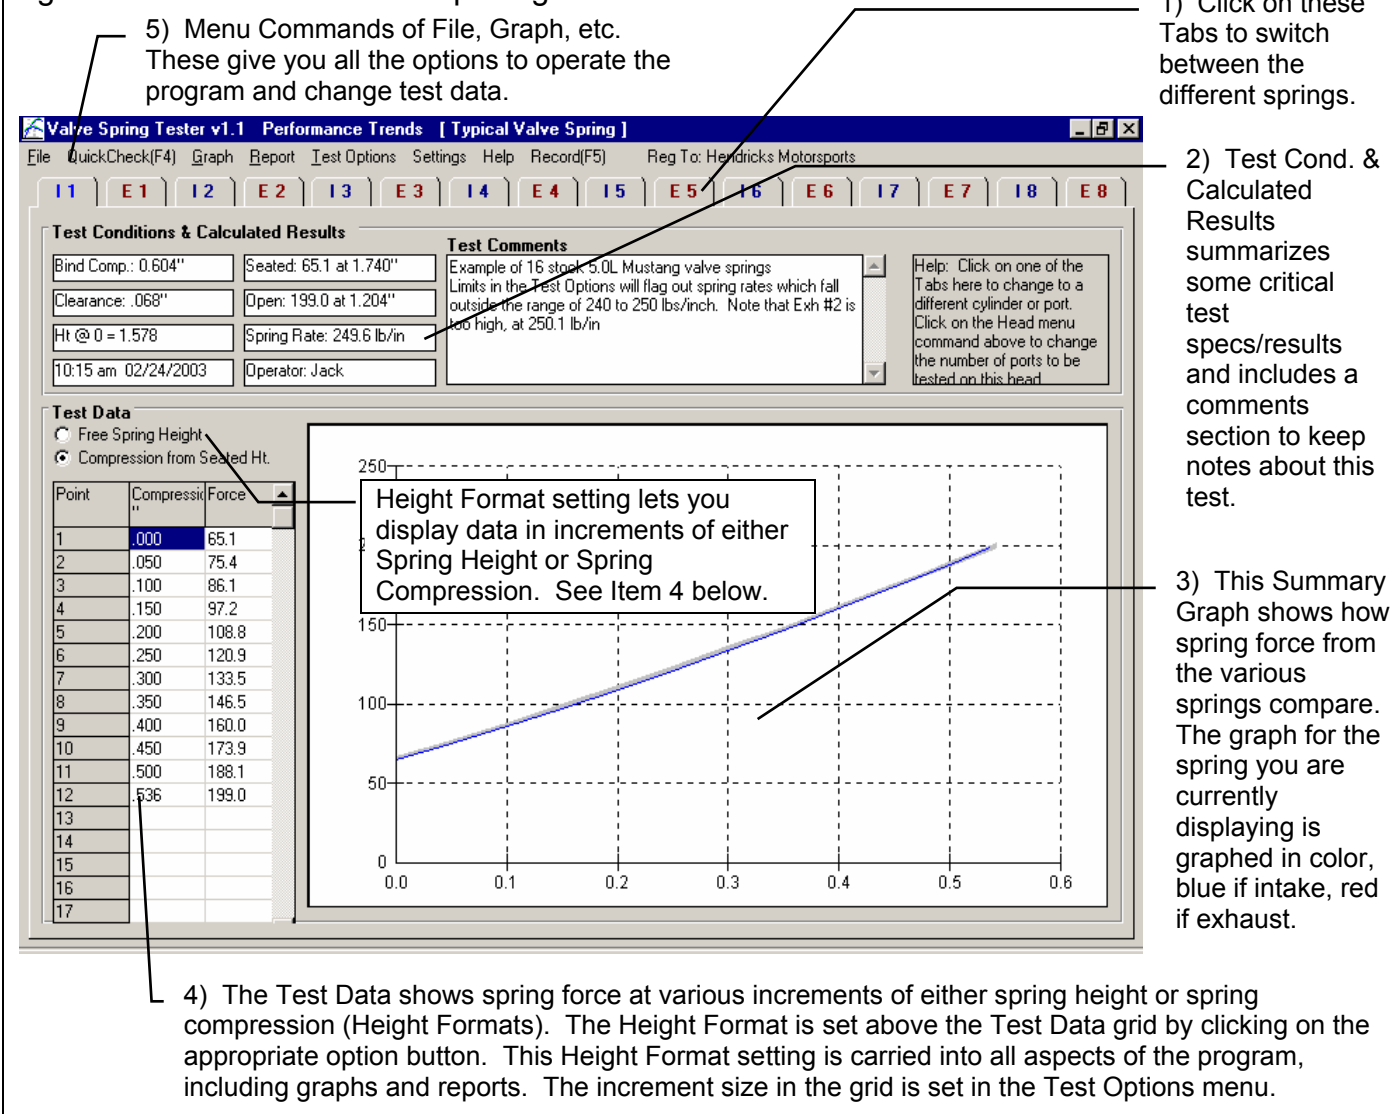 5) Menu Commands of File, Graph, etc.
These give you all the options to operate the
program and change test data.
1) Click on these
Tabs to switch
between the
different springs.
Valve Spring Tester v1.1 Performance Trends [ Typical Valve Spring ]
File QuickCheck(F4) Graph Report Test Options Settings Help Record(F5) Reg To: Hendricks Motorsports
I 1 E 1 I 2 E 2 I 3 E 3 I 4 E 4 I 5 E 5 I 6 E 6 I 7 E 7 I 8 E 8
2) Test Cond. &
Calculated
Results
summarizes
some critical
test
specs/results
and includes a
comments
section to keep
notes about this
test.
Test Conditions & Calculated Results
Bind Comp.: 0.604"
Seated: 65.1 at 1.740"
Clearance: .068"
Open: 199.0 at 1.204"
Ht @ 0 = 1.578
Spring Rate: 249.6 lb/in
10:15 am 02/24/2003
Operator: Jack
Test Comments
Example of 16 stock 5.0L Mustang valve springs
Limits in the Test Options will flag out spring rates which fall
outside the range of 240 to 250 lbs/inch. Note that Exh #2 is
too high, at 250.1 lb/in
Help: Click on one of the
Tabs here to change to a
different cylinder or port.
Click on the Head menu
command above to change
the number of ports to be
tested on this head
Test Data
Free Spring Height
Compression from Seated Ht.
Point Compressic Force
"
1 .000 65.1
2 .050 75.4
3 .100 86.1
4 .150 97.2
5 .200 108.8
6 .250 120.9
7 .300 133.5
8 .350 146.5
9 .400 160.0
10 .450 173.9
11 .500 188.1
12 .536 199.0
13
14
15
16
17
250
150
100
50
0
0.0 0.1 0.2 0.3 0.4 0.5 0.6
Height Format setting lets you
display data in increments of either
Spring Height or Spring
Compression. See Item 4 below.
3) This Summary
Graph shows how
spring force from
the various
springs compare.
The graph for the
spring you are
currently
displaying is
graphed in color,
blue if intake, red
if exhaust.
4) The Test Data shows spring force at various increments of either spring height or spring
compression (Height Formats). The Height Format is set above the Test Data grid by clicking on the
appropriate option button. This Height Format setting is carried into all aspects of the program,
including graphs and reports. The increment size in the grid is set in the Test Options menu.